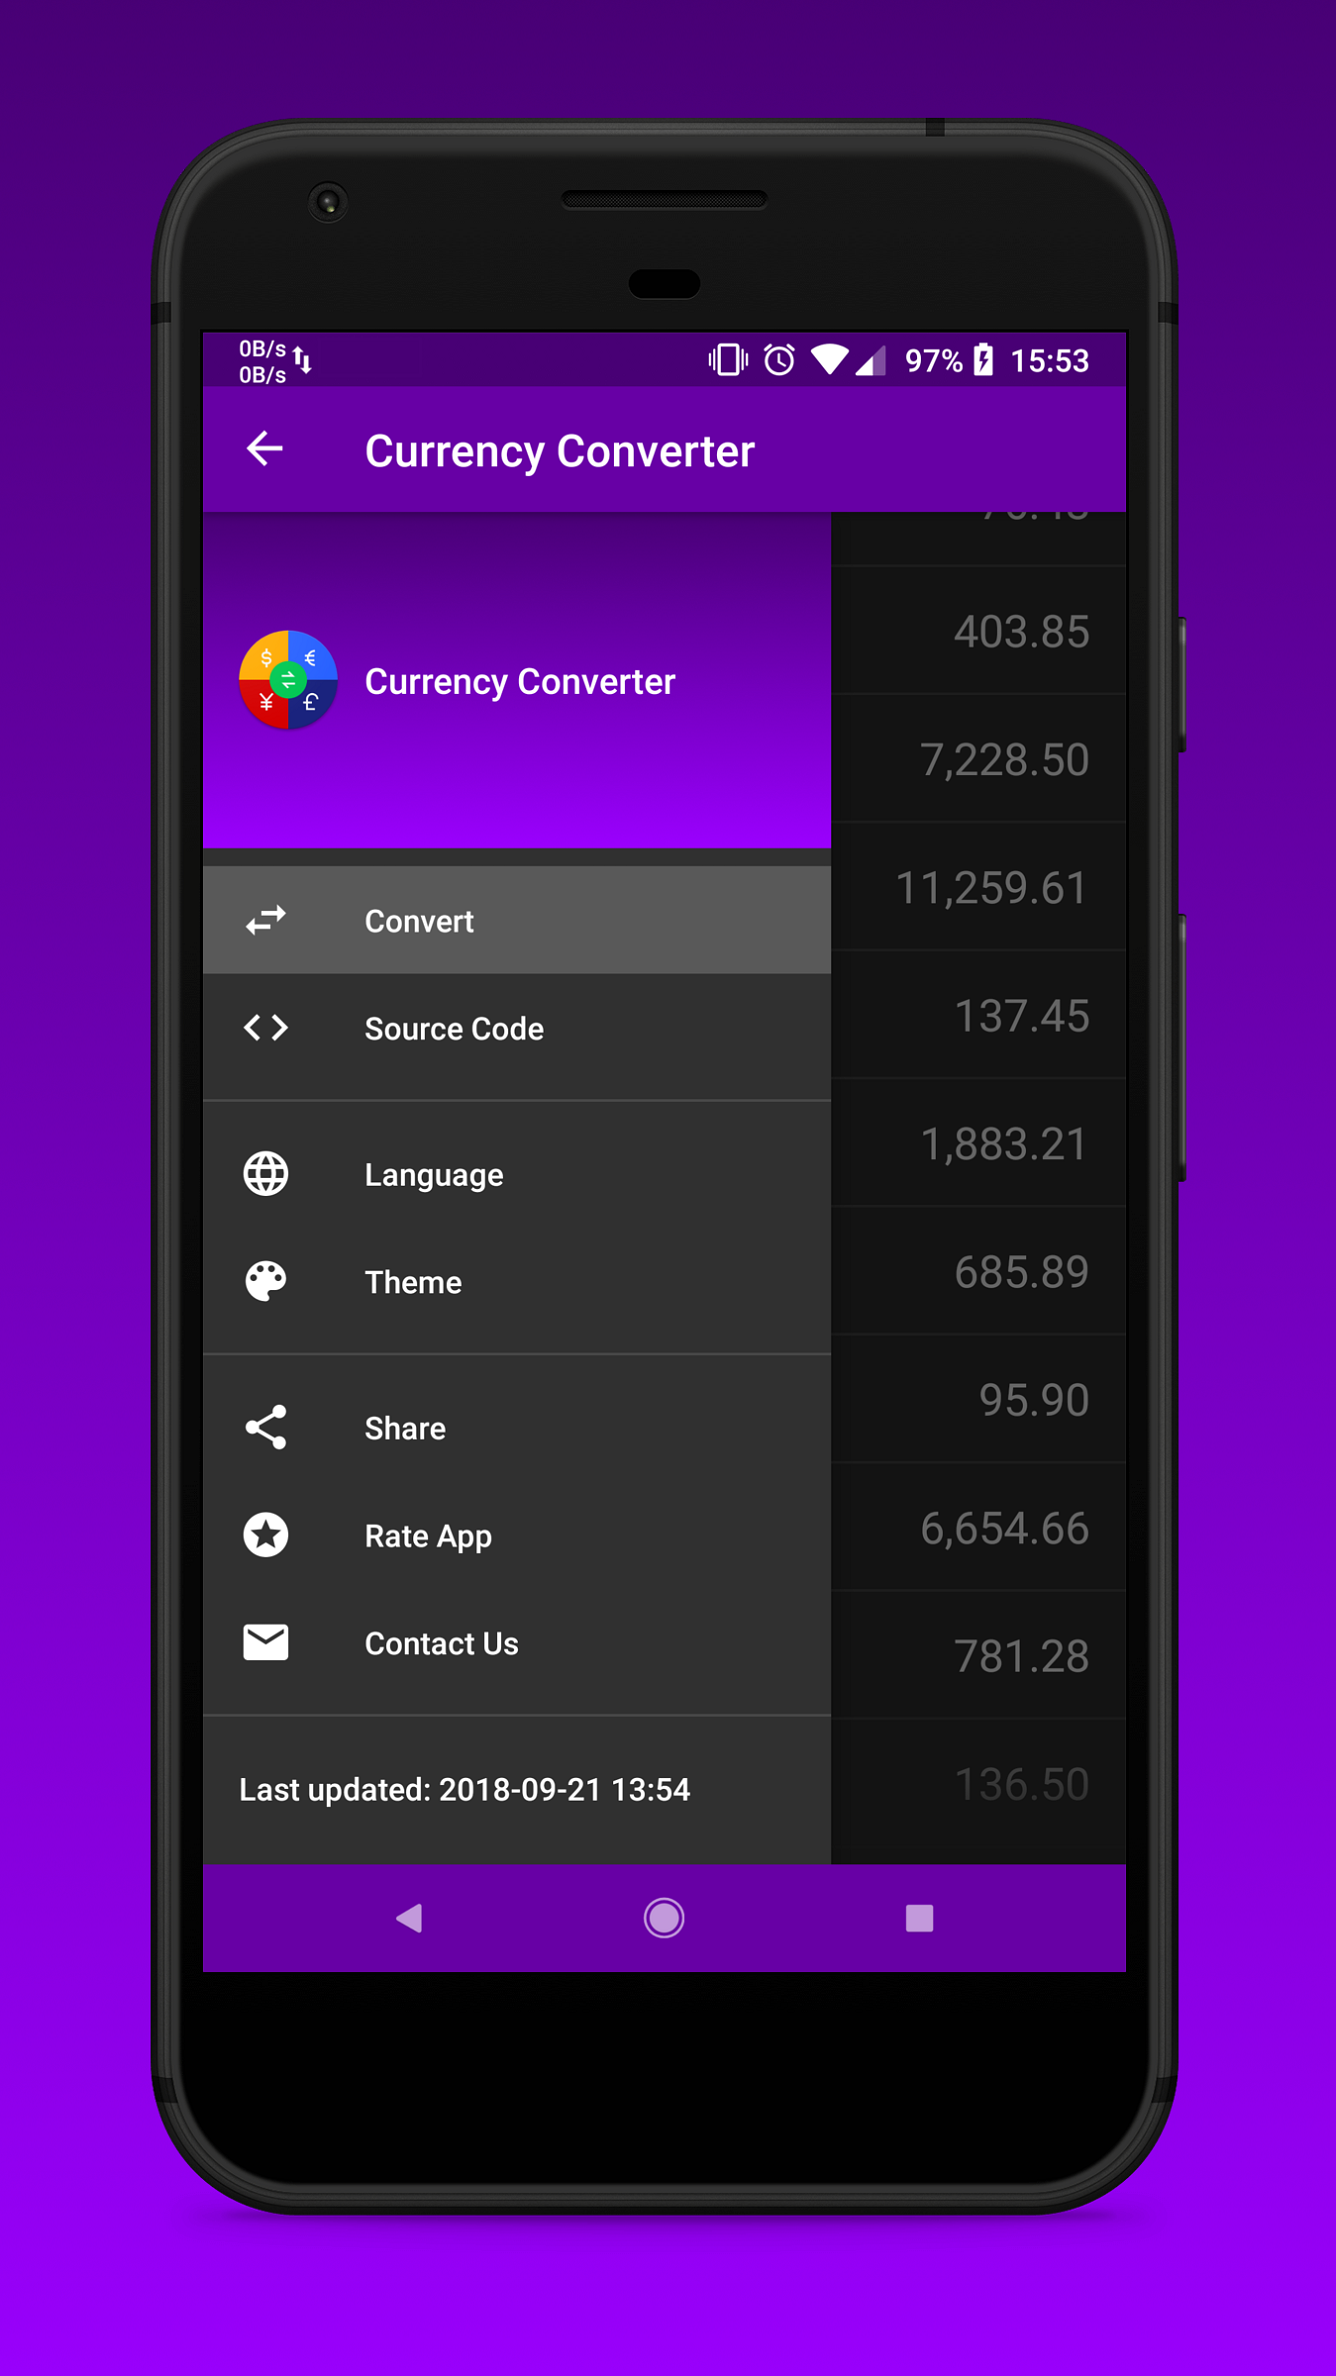 0B/s
0B/s
97% 15:53
Currency Converter
$ €
¥ £
Currency Converter
403.85
7,228.50
Convert
11,259.61
Source Code
137.45
Language
1,883.21
Theme
685.89
Share
95.90
Rate App
6,654.66
Contact Us
781.28
Last updated: 2018-09-21 13:54
136.50